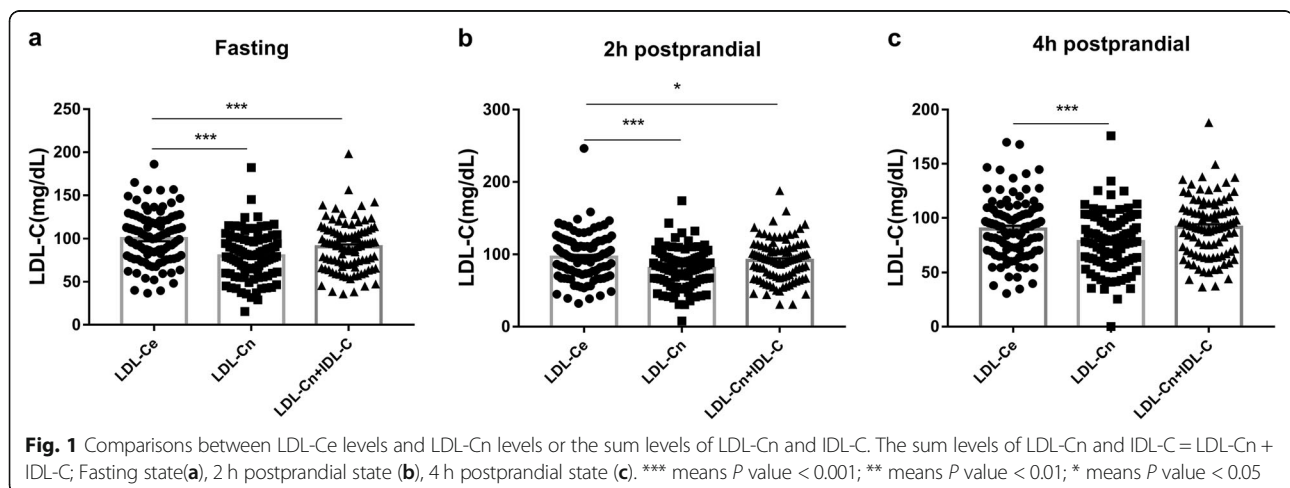 a
Fasting
LDL-C(mg/dL)
250
200
150
100
50
0
***
***
LDL-Ce
LDL-Cn
LDL-Cn+IDL-C
b
2h postprandial
LDL-C(mg/dL)
300
200
100
0
*
***
LDL-Ce
LDL-Cn
LDL-Cn+IDL-C
c
4h postprandial
LDL-C(mg/dL)
200
150
100
50
0
***
LDL-Ce
LDL-Cn
LDL-Cn+IDL-C
Fig. 1 Comparisons between LDL-Ce levels and LDL-Cn levels or the sum levels of LDL-Cn and IDL-C. The sum levels of LDL-Cn and IDL-C = LDL-Cn +
IDL-C; Fasting state(a), 2 h postprandial state (b), 4 h postprandial state (c). *** means P value < 0.001; ** means P value < 0.01; * means P value < 0.05